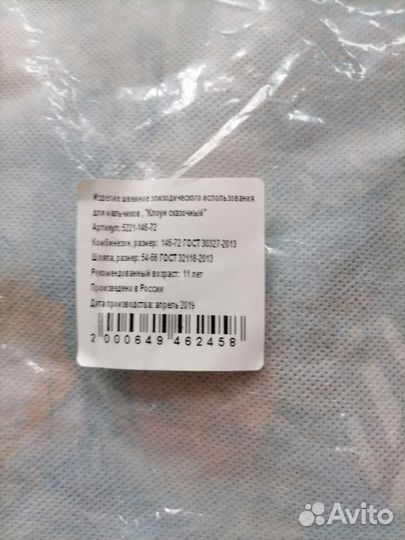 Изделие швейное эпизодического использования
для мальчиков , "Клоун сказочный"
Артикул: 5221-146-72
Комбинезон, размер: 146-72 ГОСТ 30327-2013
Шляпа, размер: 54-56 ГОСТ 32118-2013
Рекомендованный возраст: 11 лет
Произведено в России
Дата производства: апрель 2019
2 000649 462458
Avito